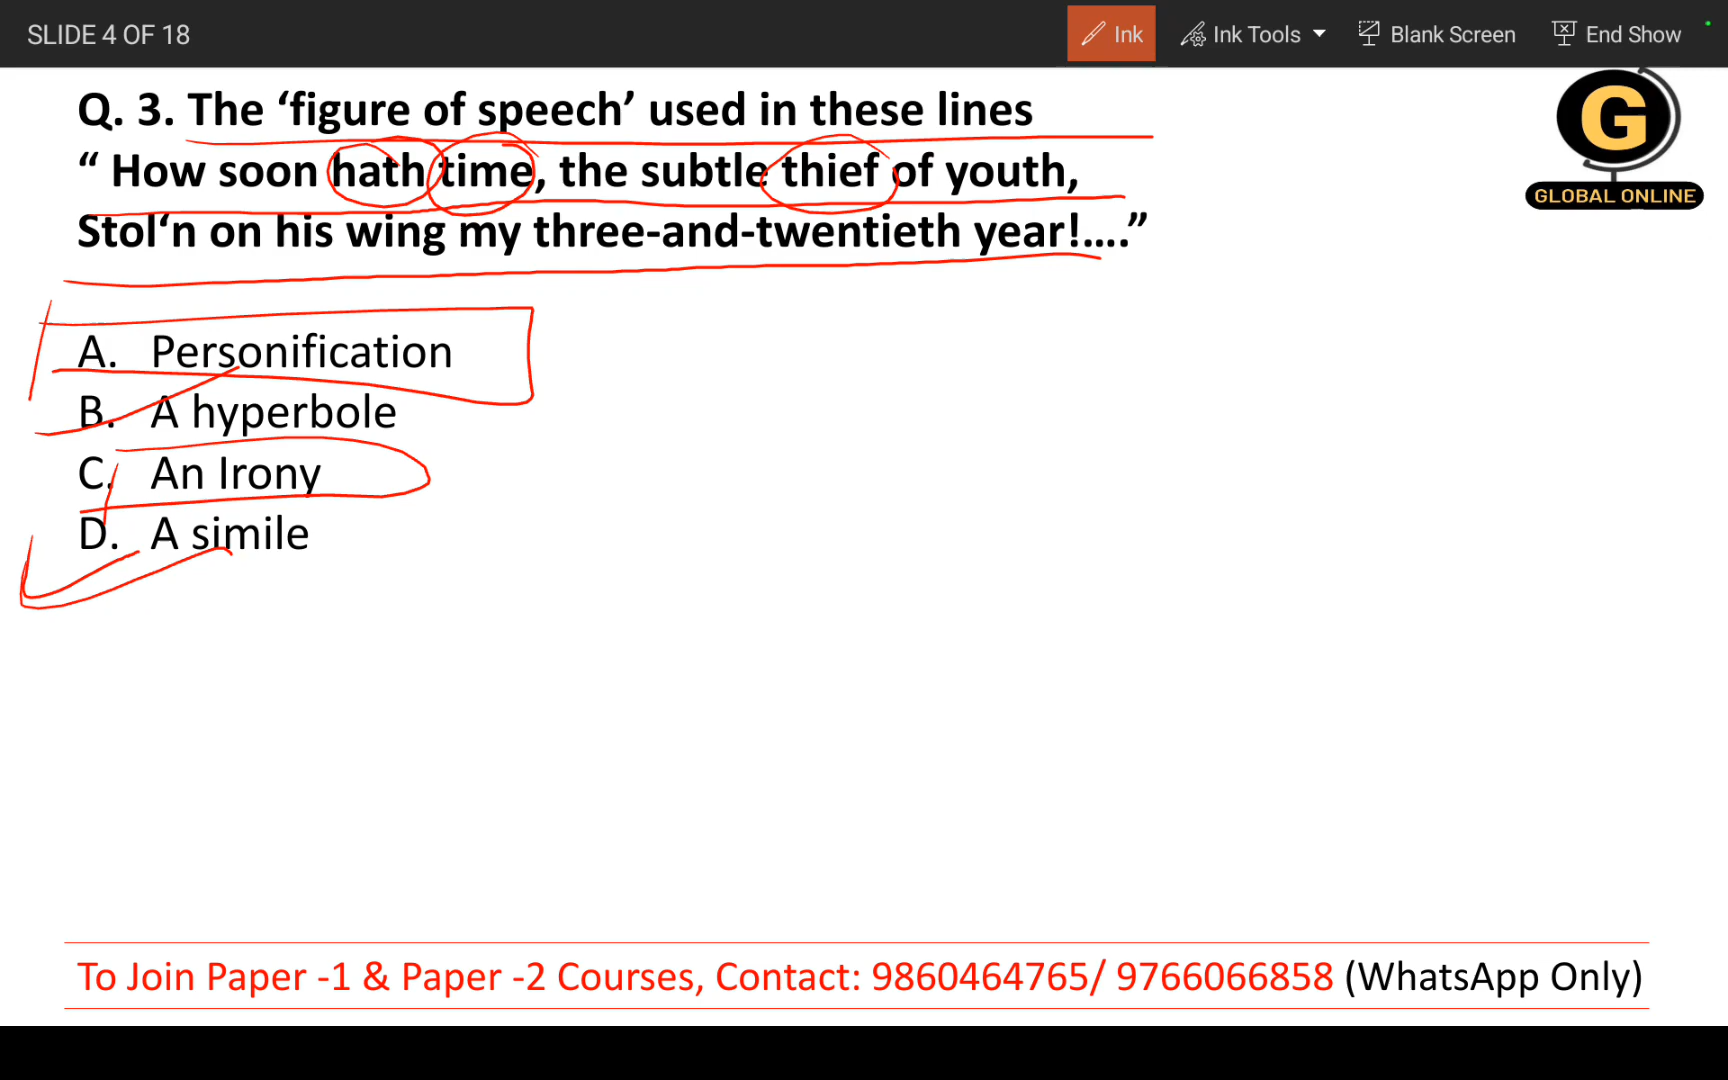 SLIDE 4 OF 18
Ink
Ink Tools
Blank Screen
End Show
Q. 3. The ‘figure of speech’ used in these lines
“ How soon hath time, the subtle thief of youth,
Stol‘n on his wing my three-and-twentieth year!....”
A. Personification
B. A hyperbole
C. An Irony
D. A simile
G
GLOBAL ONLINE
To Join Paper -1 & Paper -2 Courses, Contact: 9860464765/ 9766066858 (WhatsApp Only)